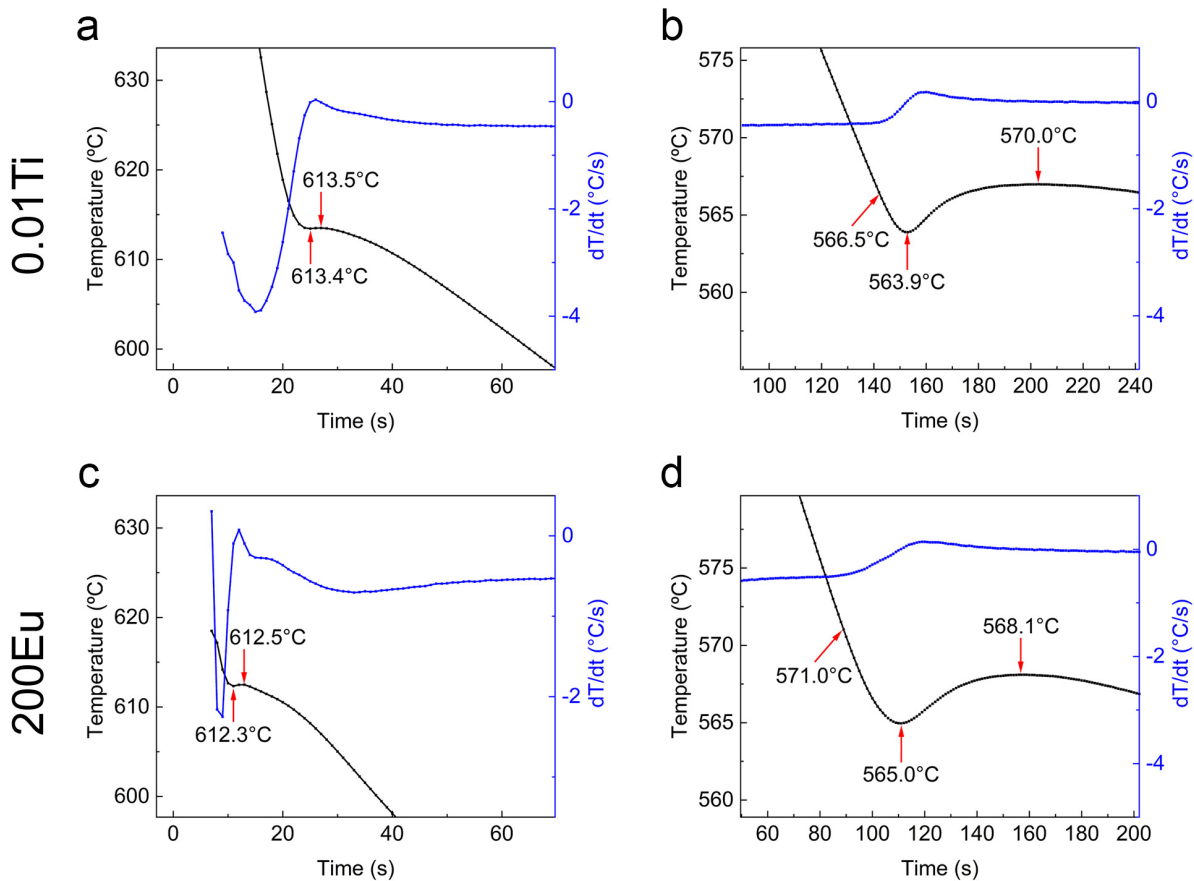 a
0.01Ti
Temperature (ºC)
630
620
610
600
613.5°C
613.4°C
0
-2
-4
dT/dt (°C/s)
0
20
40
60
Time (s)
b
Temperature (ºC)
575
570
565
560
570.0°C
566.5°C
563.9°C
0
-2
-4
dT/dt (°C/s)
100
120
140
160
180
200
220
240
Time (s)
c
200Eu
Temperature (ºC)
630
620
610
600
612.5°C
612.3°C
0
-2
dT/dt (°C/s)
0
20
40
60
Time (s)
d
Temperature (ºC)
575
570
565
560
568.1°C
571.0°C
565.0°C
0
-2
-4
dT/dt (°C/s)
60
80
100
120
140
160
180
200
Time (s)